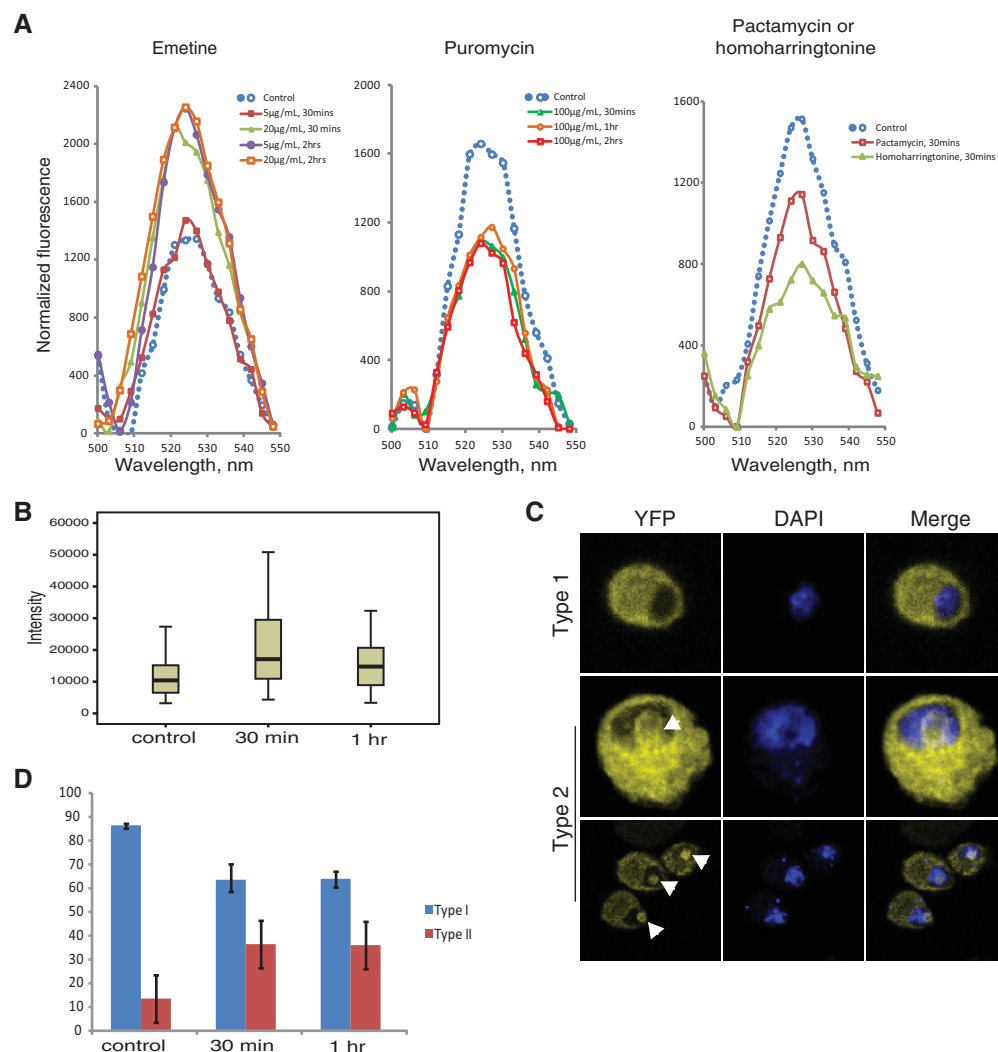 A
Emetine
Puromycin
Pactamycin or
homoharringtonine
Normalized fluorescence
2400
2100
1800
1400
1200
800
400
0
500
510
520
530
540
550
Wavelength, nm
Control
5µg/mL, 30mins
20µg/mL, 30 mins
5µg/mL, 2hrs
20µg/mL, 2hrs
2000
1600
1200
800
400
0
500
510
520
530
540
550
Wavelength, nm
Control
100µg/mL, 30mins
100µg/mL, 1hr
100µg/mL, 2hrs
1600
1200
800
400
0
500
510
520
530
540
550
Wavelength, nm
Control
Pactamycin, 30mins
Homoharringtonine, 30mins
B
Intensity
60000
50000
40000
30000
20000
10000
0
control
30 min
1 hr
C
YFP
DAPI
Merge
Type 1
Type 2
D
100
90
80
70
60
50
40
30
20
10
0
control
30 min
1 hr
Type I
Type II